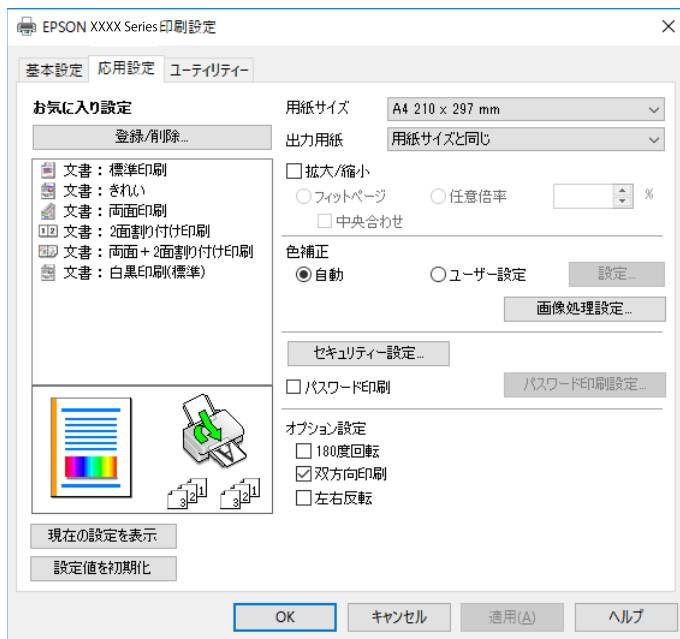 EPSON XXXX Series印刷設定
基本設定 応用設定 ユーティリティー
お気に入り設定
登録/削除...
文書：標準印刷
文書：きれい
文書：両面印刷
1 2 文書：2面割り付け印刷
文書：両面＋2面割り付け印刷
文書：白黒印刷(標準)
3 2 1 3 2 1
現在の設定を表示
設定値を初期化
用紙サイズ A4 210 x 297 mm
出力用紙 用紙サイズと同じ
拡大/縮小
フィットページ 任意倍率 %
中央合わせ
色補正
自動 ユーザー設定 設定...
画像処理設定...
セキュリティー設定...
パスワード印刷 パスワード印刷設定...
オプション設定
180度回転
双方向印刷
左右反転
OK キャンセル 適用(A) ヘルプ